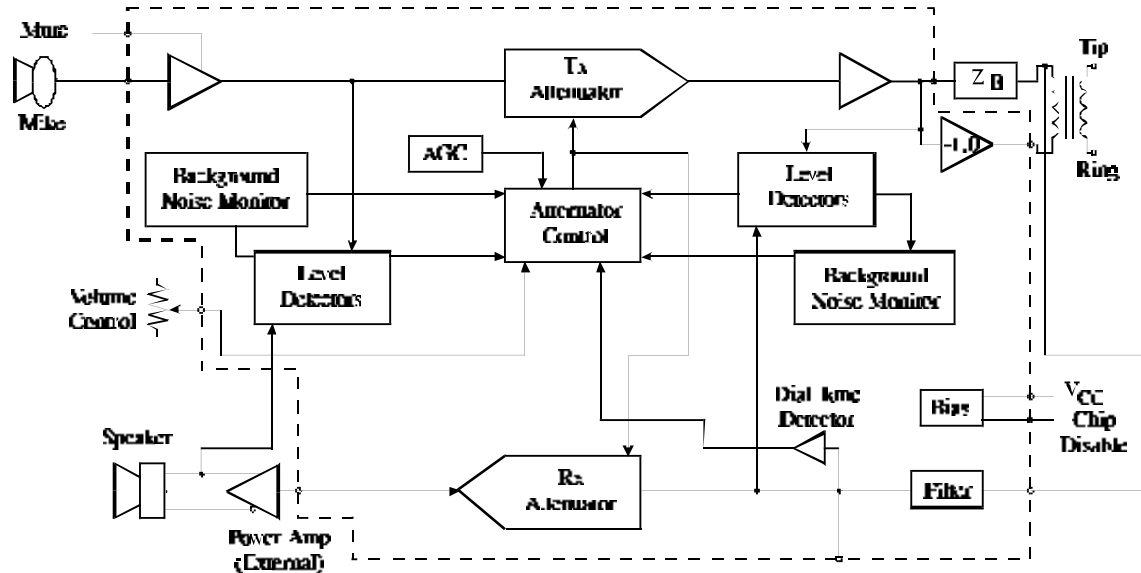 Mute
Mike
Tx
Attenuator
Z B
Tip
Ring
-1.0
AGC
Background
Noise Monitor
Level
Detectors
Attenuator
Control
Level
Detectors
Background
Noise Monitor
Volume
Control
Dial Tone
Detector
Bias
VCC
Chip
Disable
Speaker
Rx
Attenuator
Filter
Power Amp
(External)